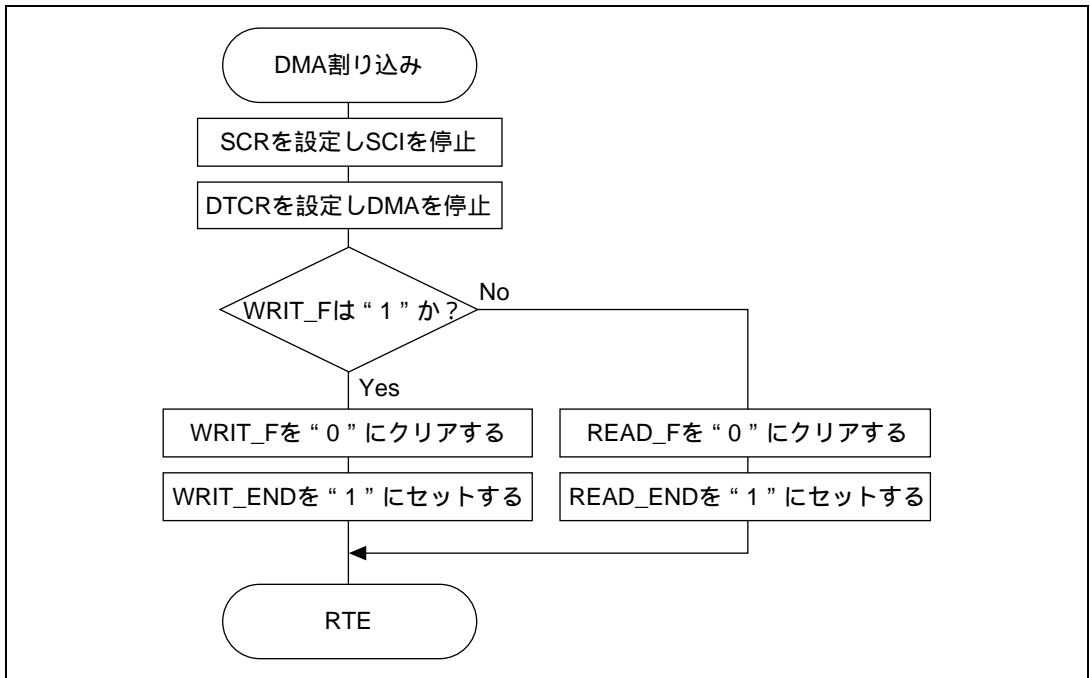 DMA割り込み
SCRを設定しSCIを停止
DTCRを設定しDMAを停止
WRIT_Fは“1”か？
No
Yes
WRIT_Fを“0”にクリアする
READ_Fを“0”にクリアする
WRIT_ENDを“1”にセットする
READ_ENDを“1”にセットする
RTE